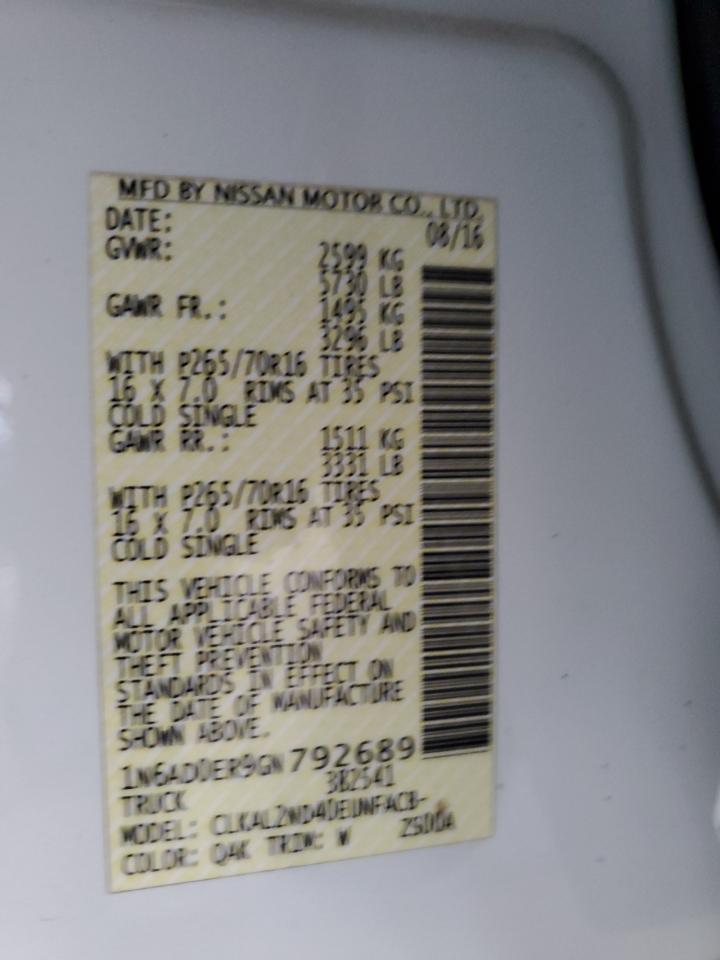 MFD BY NISSAN MOTOR CO., LTD.
DATE: 08/16
GVWR: 2599 KG
5730 LB
GAWR FR.: 1495 KG
3296 LB
WITH P265/70R16 TIRES
16 X 7.0 RIMS AT 35 PSI
COLD SINGLE
GAWR RR.: 1511 KG
3331 LB
WITH P265/70R16 TIRES
16 X 7.0 RIMS AT 35 PSI
COLD SINGLE
THIS VEHICLE CONFORMS TO
ALL APPLICABLE FEDERAL
MOTOR VEHICLE SAFETY AND
THEFT PREVENTION
STANDARDS IN EFFECT ON
THE DATE OF MANUFACTURE
SHOWN ABOVE.
1N6AD0ER9GN792689
TRUCK 382541
MODEL:
COLOR: QAK TRIM: W